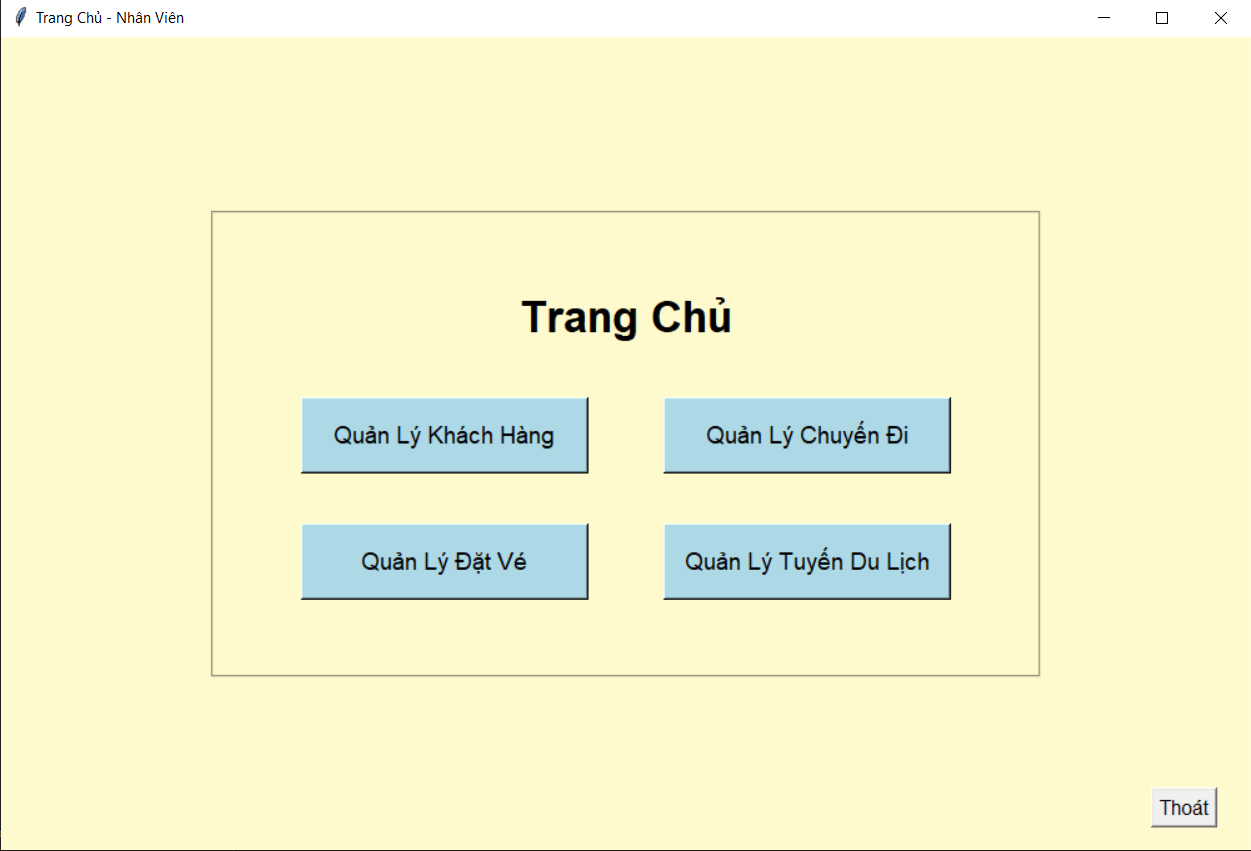 Trang Chủ - Nhân Viên
Trang Chủ
Quản Lý Khách Hàng
Quản Lý Chuyến Đi
Quản Lý Đặt Vé
Quản Lý Tuyến Du Lịch
Thoát